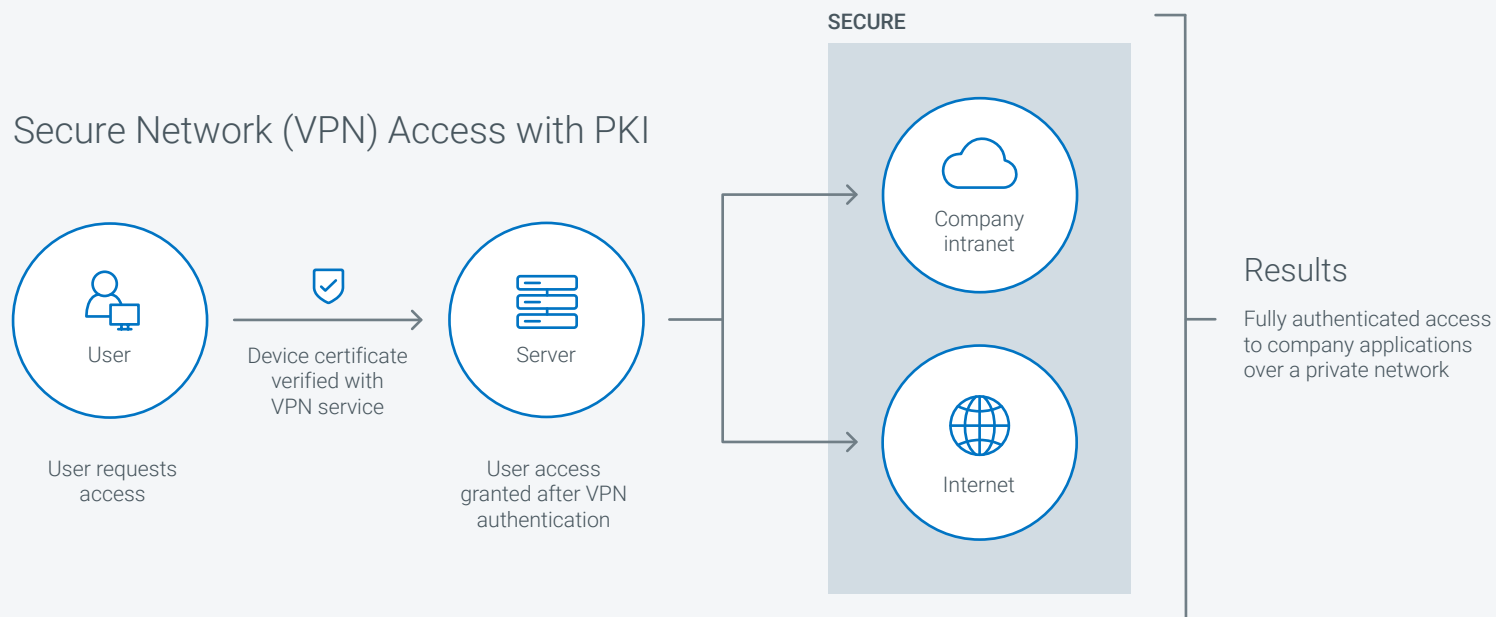 SECURE
Secure Network (VPN) Access with PKI
User
Device certificate
verified with
VPN service
Server
Company
intranet
Internet
User requests
access
User access
granted after VPN
authentication
Results
Fully authenticated access
to company applications
over a private network